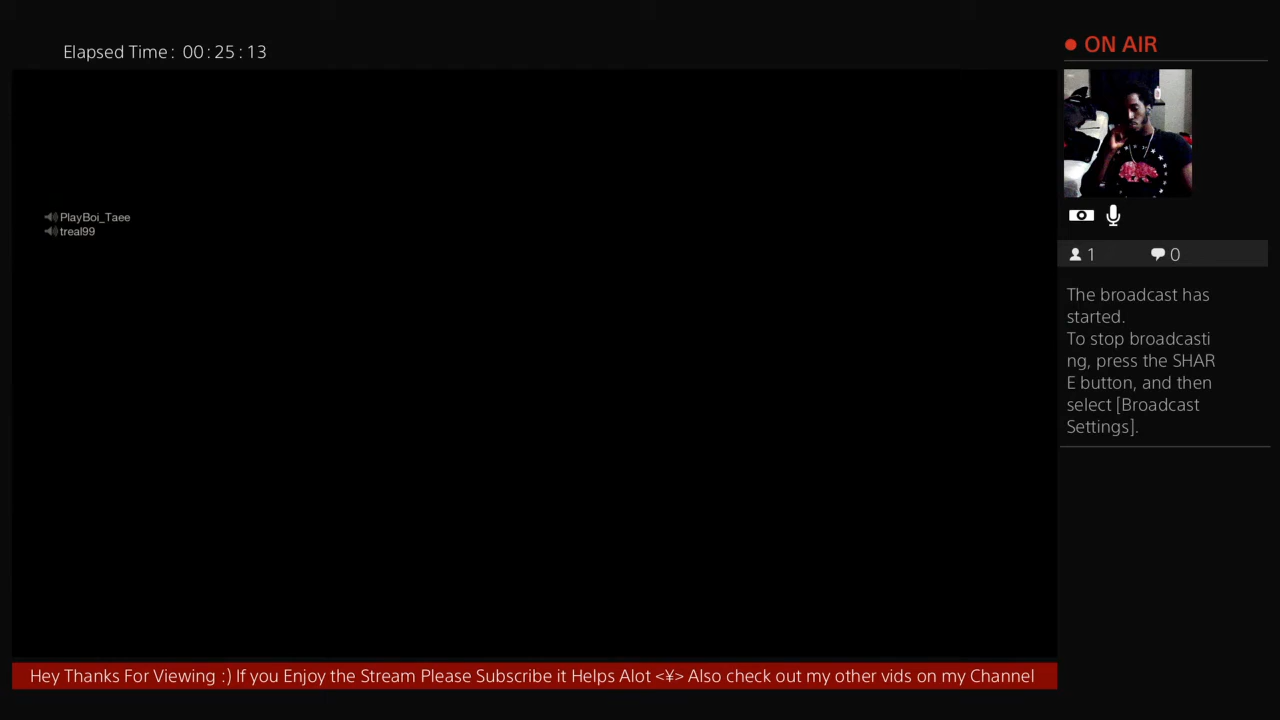 Elapsed Time: 00:25:13
ON AIR
PlayBoi_Taee
treal99
1
0
The broadcast has
started.
To stop broadcasti
ng, press the SHAR
E button, and then
select [Broadcast
Settings].
Hey Thanks For Viewing :) If you Enjoy the Stream Please Subscribe it Helps Alot <¥> Also check out my other vids on my Channel